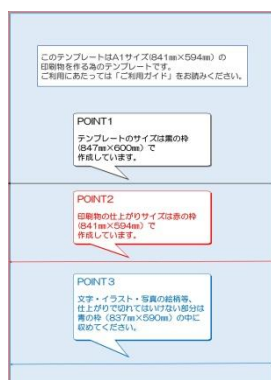 このテンプレートはA1サイズ(841㎜×594㎜)の
印刷物を作る為のテンプレートです。
ご利用にあたっては「ご利用ガイド」をお読みください。
POINT1
テンプレートのサイズは黒の枠
(847㎜×600㎜)で
作成しています。
POINT2
印刷物の仕上がりサイズは赤の枠
(841㎜×594㎜)で
作成しています。
POINT3
文字・イラスト・写真の絵柄等、
仕上がりで切れてはいけない部分は
青の枠(837㎜×590㎜)の中に
収めてください。